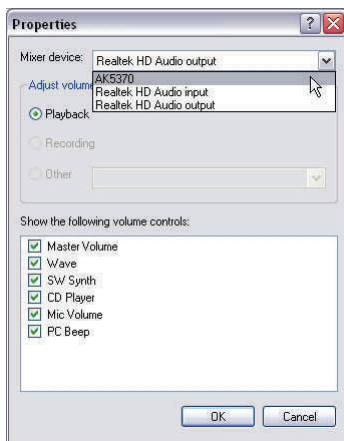 Properties
Mixer device: Realtek HD Audio output
AK5370
Realtek HD Audio input
Realtek HD Audio output
Adjust volume
Playback
Recording
Other
Show the following volume controls:
Master Volume
Wave
SW Synth
CD Player
Mic Volume
PC Beep
OK Cancel